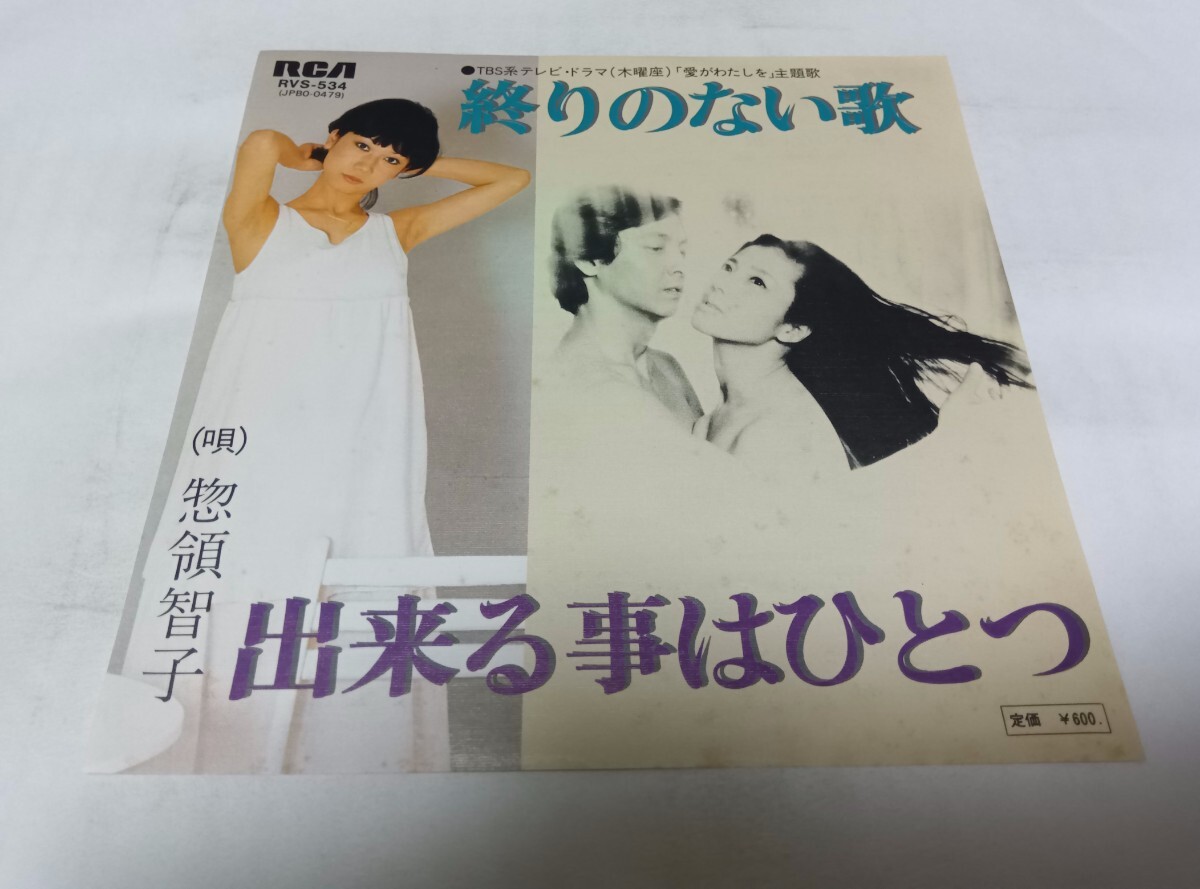 RCA
RVS-534
(JPBO-0479)
●TBS系テレビ・ドラマ(木曜座)「愛がわたしを」主題歌
終りのない歌
(唄)
惣領智子
出来る事はひとつ
定価 ¥600.